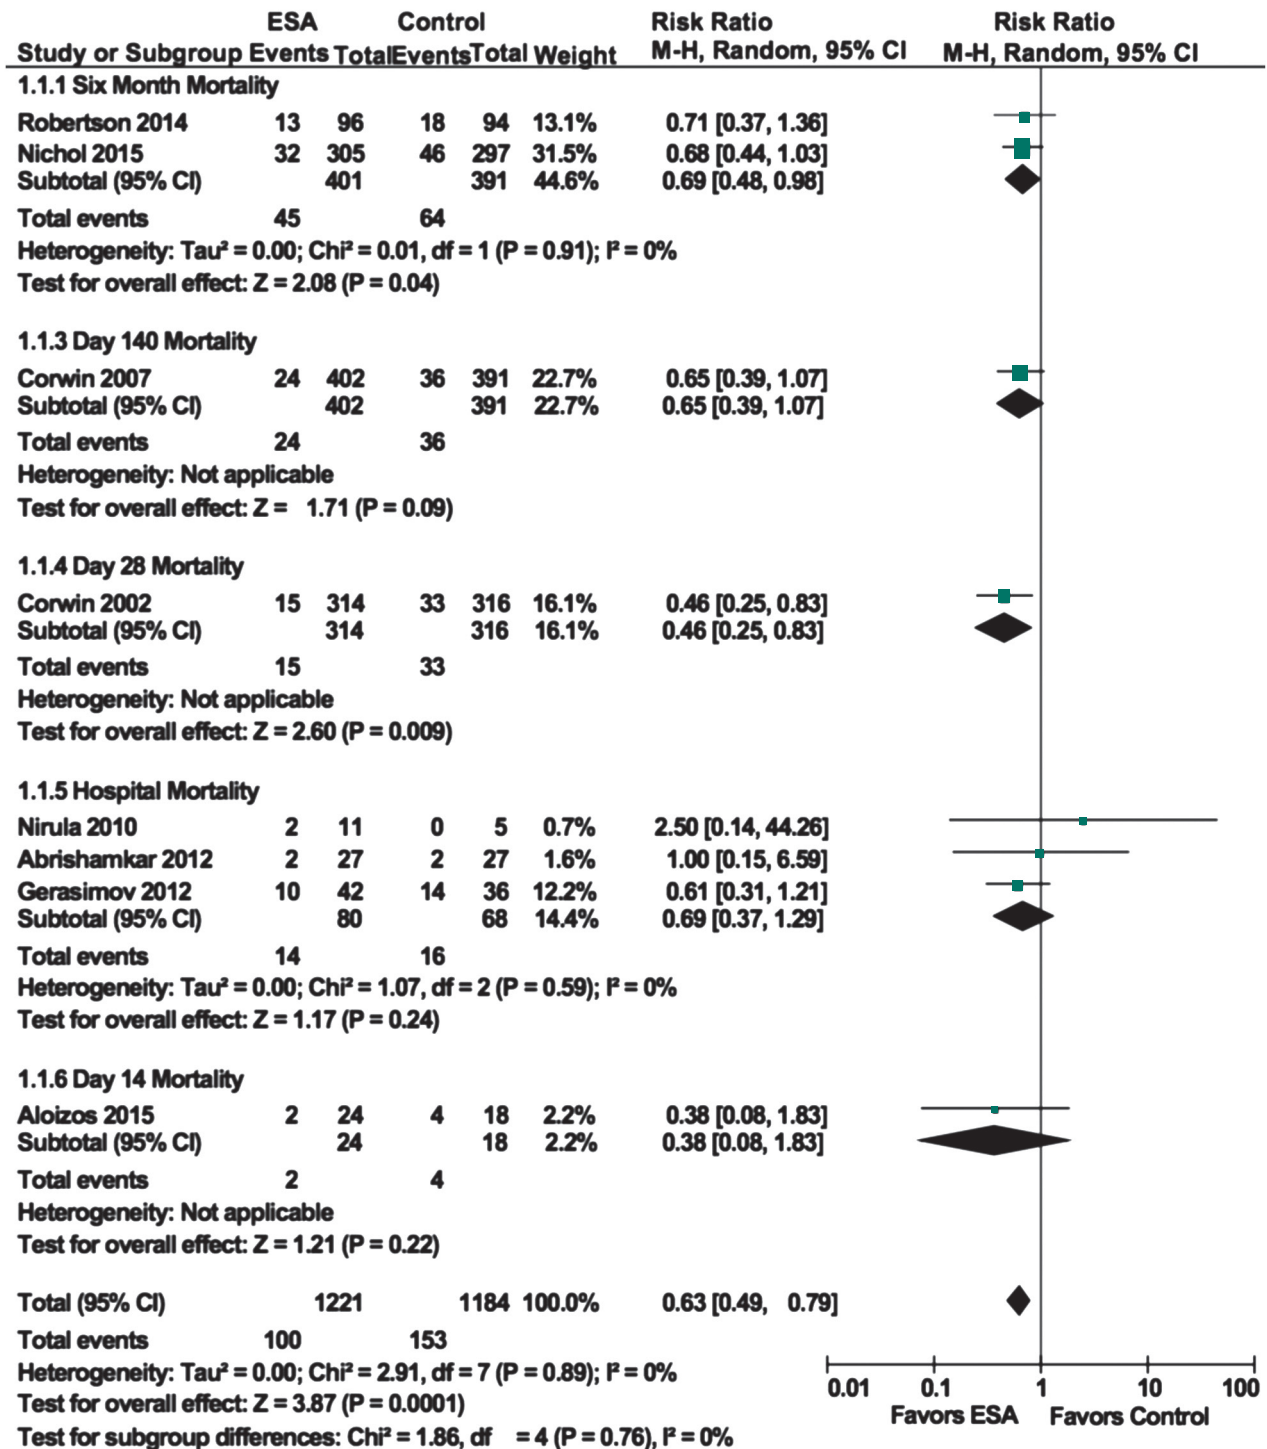 ESA Control Risk Ratio Risk Ratio
Study or Subgroup Events Total Events Total Weight M-H, Random, 95% CI M-H, Random, 95% CI
1.1.1 Six Month Mortality
Robertson 2014 13 96 18 94 13.1% 0.71 [0.37, 1.36]
Nichol 2015 32 305 46 297 31.5% 0.68 [0.44, 1.03]
Subtotal (95% CI) 401 391 44.6% 0.69 [0.48, 0.98]
Total events 45 64
Heterogeneity: Tau² = 0.00; Chi² = 0.01, df = 1 (P = 0.91); I² = 0%
Test for overall effect: Z = 2.08 (P = 0.04)
1.1.3 Day 140 Mortality
Corwin 2007 24 402 36 391 22.7% 0.65 [0.39, 1.07]
Subtotal (95% CI) 402 391 22.7% 0.65 [0.39, 1.07]
Total events 24 36
Heterogeneity: Not applicable
Test for overall effect: Z = 1.71 (P = 0.09)
1.1.4 Day 28 Mortality
Corwin 2002 15 314 33 316 16.1% 0.46 [0.25, 0.83]
Subtotal (95% CI) 314 316 16.1% 0.46 [0.25, 0.83]
Total events 15 33
Heterogeneity: Not applicable
Test for overall effect: Z = 2.60 (P = 0.009)
1.1.5 Hospital Mortality
Nirula 2010 2 11 0 5 0.7% 2.50 [0.14, 44.26]
Abrishamkar 2012 2 27 2 27 1.6% 1.00 [0.15, 6.59]
Gerasimov 2012 10 42 14 36 12.2% 0.61 [0.31, 1.21]
Subtotal (95% CI) 80 68 14.4% 0.69 [0.37, 1.29]
Total events 14 16
Heterogeneity: Tau² = 0.00; Chi² = 1.07, df = 2 (P = 0.59); I² = 0%
Test for overall effect: Z = 1.17 (P = 0.24)
1.1.6 Day 14 Mortality
Aloizos 2015 2 24 4 18 2.2% 0.38 [0.08, 1.83]
Subtotal (95% CI) 24 18 2.2% 0.38 [0.08, 1.83]
Total events 2 4
Heterogeneity: Not applicable
Test for overall effect: Z = 1.21 (P = 0.22)
Total (95% CI) 1221 1184 100.0% 0.63 [0.49, 0.79]
Total events 100 153
Heterogeneity: Tau² = 0.00; Chi² = 2.91, df = 7 (P = 0.89); I² = 0%
Test for overall effect: Z = 3.87 (P = 0.0001)
Test for subgroup differences: Chi² = 1.86, df = 4 (P = 0.76), I² = 0%
0.01 0.1 1 10 100
Favors ESA Favors Control